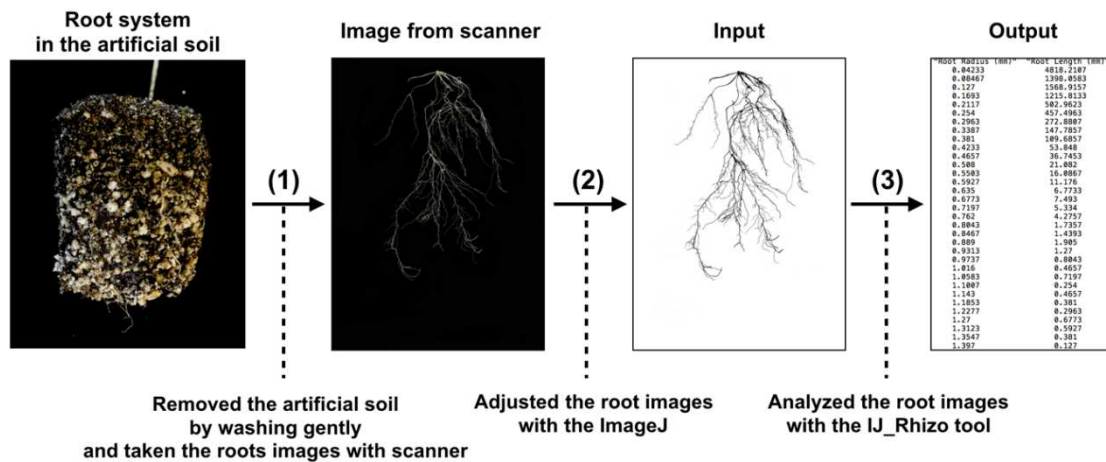 Root system
in the artificial soil
Image from scanner
Input
Output
"Root Radius (mm)" "Root Length (mm)"
0.04233 4818.2107
0.08467 1398.0583
0.127 1568.9157
0.1693 1215.8133
0.2117 502.9623
0.254 457.4963
0.2963 272.8807
0.3387 147.7857
0.381 109.6857
0.4233 53.848
0.4657 36.7453
0.508 21.082
0.5503 16.0867
0.5927 11.176
0.635 6.7733
0.6773 7.493
0.7197 5.334
0.762 4.2757
0.8043 1.7357
0.8467 1.4393
0.889 1.905
0.9313 1.27
0.9737 0.8043
1.016 0.4657
1.0583 0.7197
1.1007 0.254
1.143 0.4657
1.1853 0.381
1.2277 0.2963
1.27 0.6773
1.3123 0.5927
1.3547 0.381
1.397 0.127
(1)
(2)
(3)
Removed the artificial soil
by washing gently
and taken the roots images with scanner
Adjusted the root images
with the ImageJ
Analyzed the root images
with the IJ_Rhizo tool